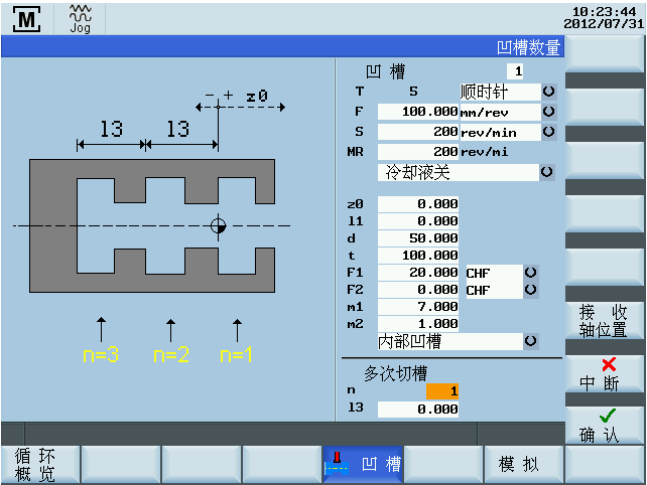 M
Jog
10:23:44
2012/07/31
凹槽数量
凹 槽 1
T 5 顺时针
F 100.000 mm/rev
S 200 rev/min
MR 200 rev/mi
冷却液关
z0 0.000
l1 0.000
d 50.000
t 100.000
F1 20.000 CHF
F2 0.000 CHF
m1 7.000
m2 1.000
内部凹槽
多次切槽
n 1
l3 0.000
- + z0
l3 l3
n=3 n=2 n=1
接 收
轴位置
中 断
确 认
循 环
概 览
凹 槽
模 拟